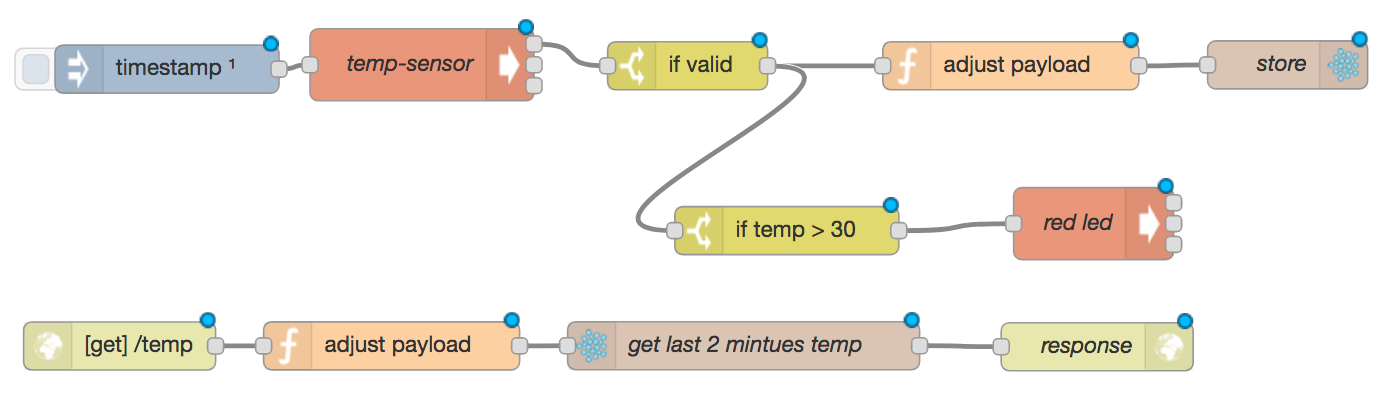 timestamp ¹
temp-sensor
if valid
adjust payload
store
if temp > 30
red led
[get] /temp
adjust payload
get last 2 mintues temp
response